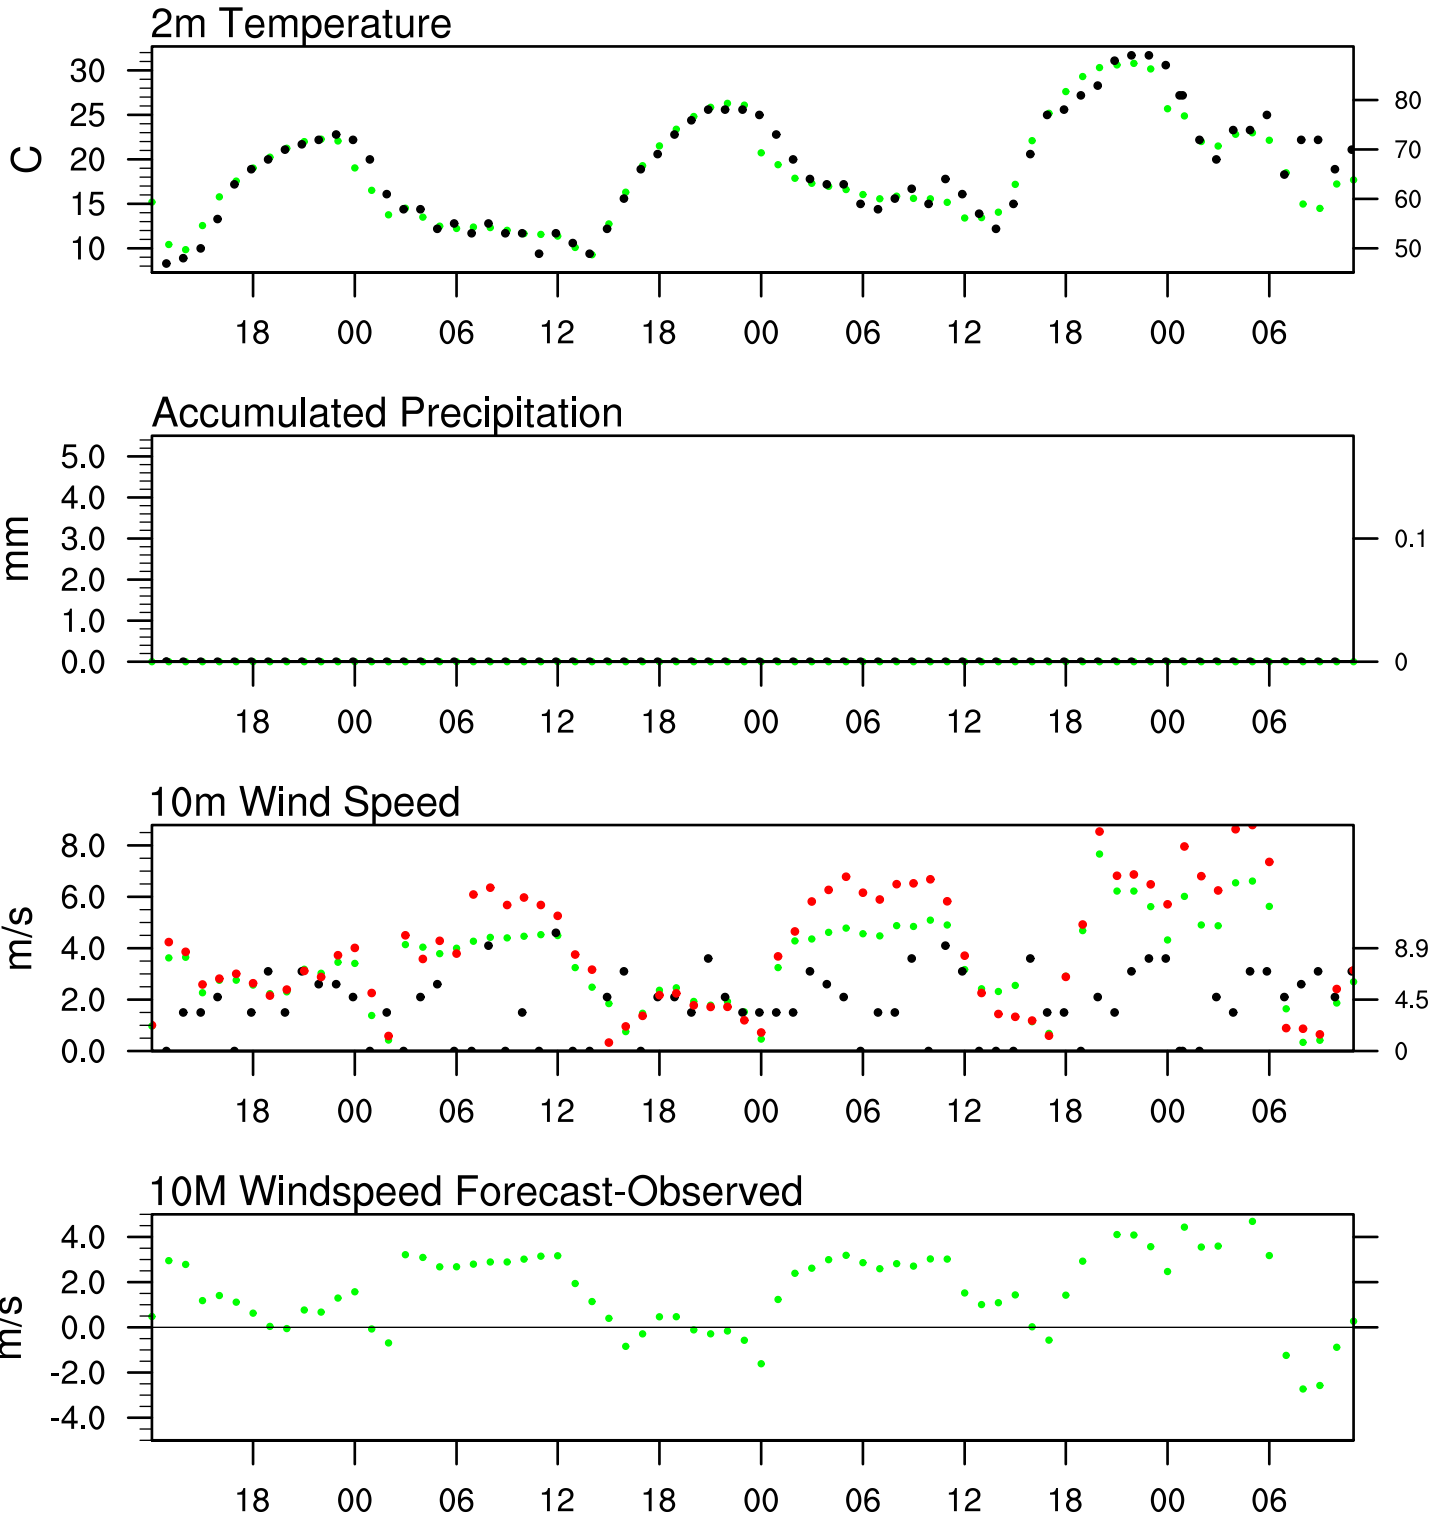 2m Temperature
C
30
25
20
15
10
80
70
60
50
18 00 06 12 18 00 06 12 18 00 06
Accumulated Precipitation
mm
5.0
4.0
3.0
2.0
1.0
0.0
0.1
0
18 00 06 12 18 00 06 12 18 00 06
10m Wind Speed
m/s
8.0
6.0
4.0
2.0
0.0
8.9
4.5
0
18 00 06 12 18 00 06 12 18 00 06
10M Windspeed Forecast-Observed
m/s
4.0
2.0
0.0
-2.0
-4.0
18 00 06 12 18 00 06 12 18 00 06